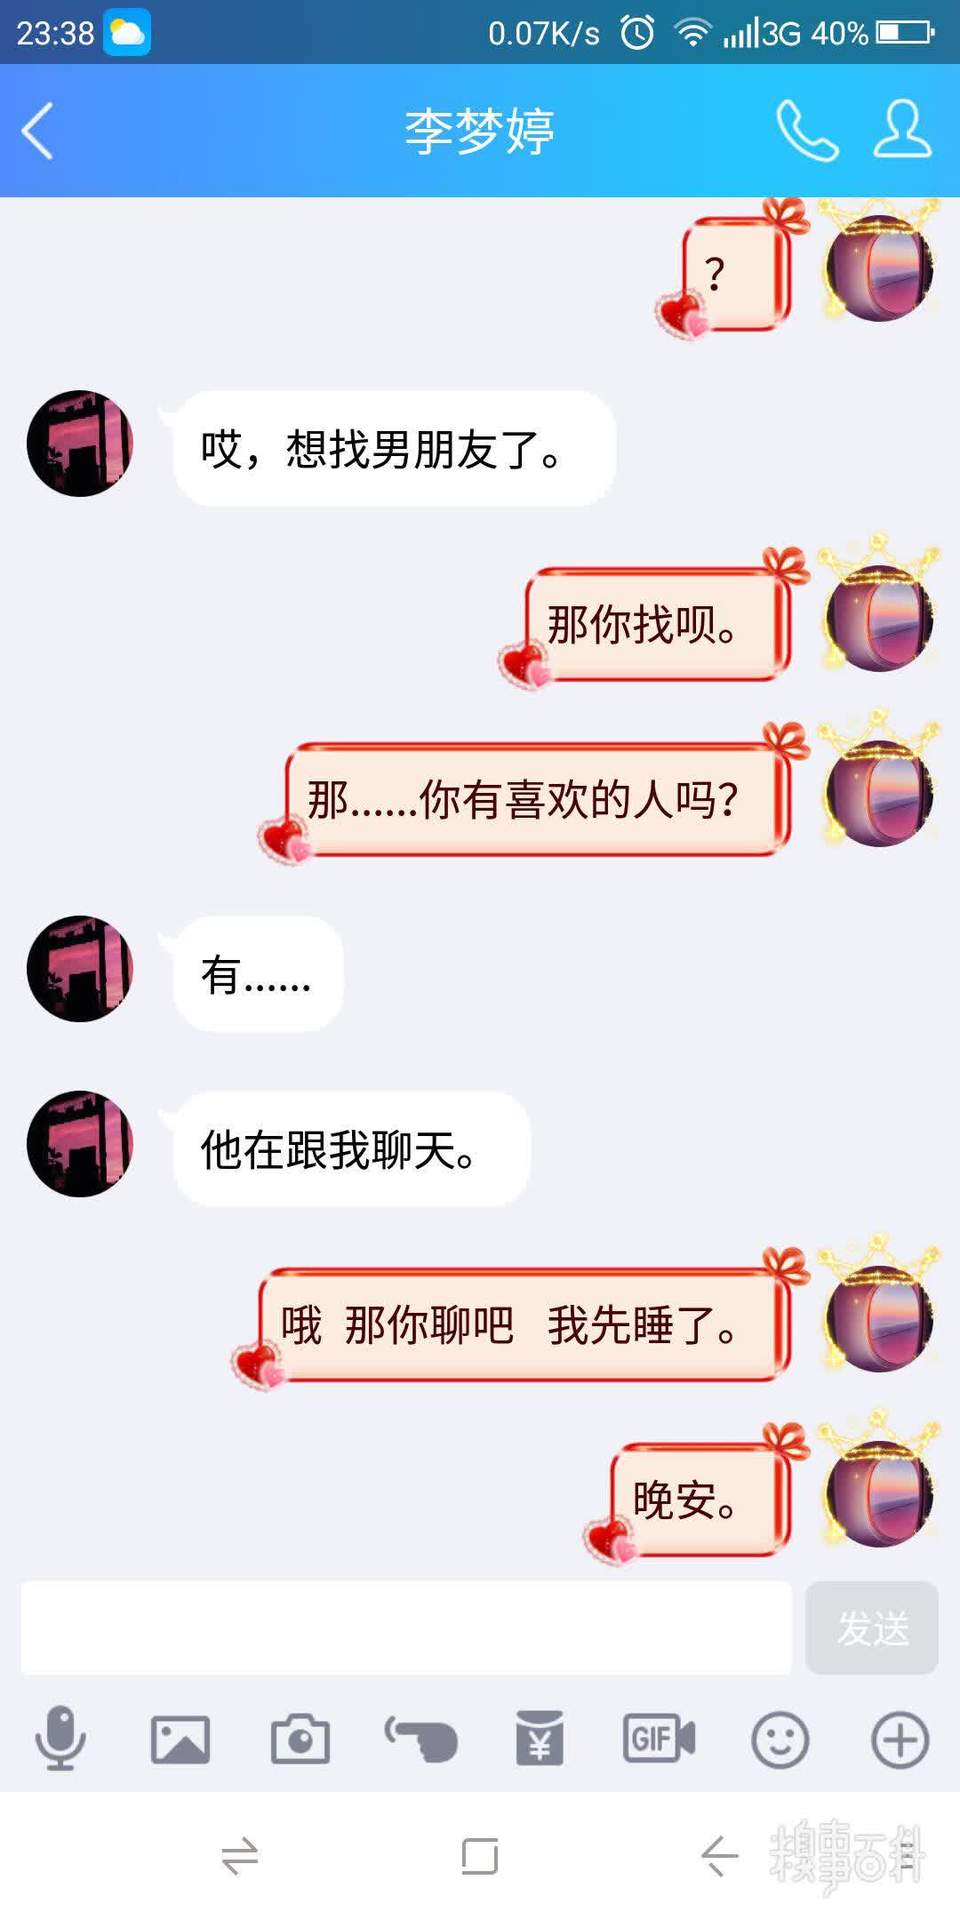 23:38
0.07K/s
3G 40%
李梦婷
？
哎，想找男朋友了。
那你找呗。
那......你有喜欢的人吗？
有......
他在跟我聊天。
哦 那你聊吧 我先睡了。
晚安。
发送
¥
GIF
糗事百科